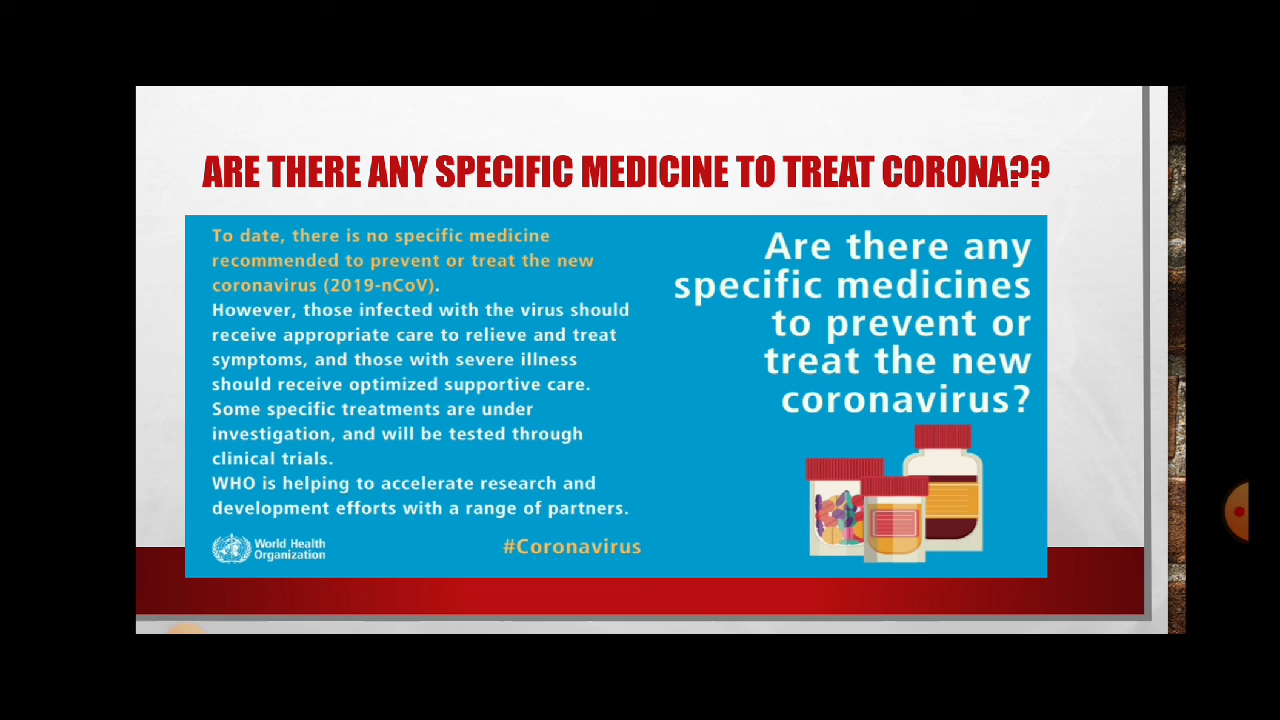 ARE THERE ANY SPECIFIC MEDICINE TO TREAT CORONA??
To date, there is no specific medicine
recommended to prevent or treat the new
coronavirus (2019-nCoV).
However, those infected with the virus should
receive appropriate care to relieve and treat
symptoms, and those with severe illness
should receive optimized supportive care.
Some specific treatments are under
investigation, and will be tested through
clinical trials.
WHO is helping to accelerate research and
development efforts with a range of partners.
World Health
Organization
#Coronavirus
Are there any
specific medicines
to prevent or
treat the new
coronavirus?